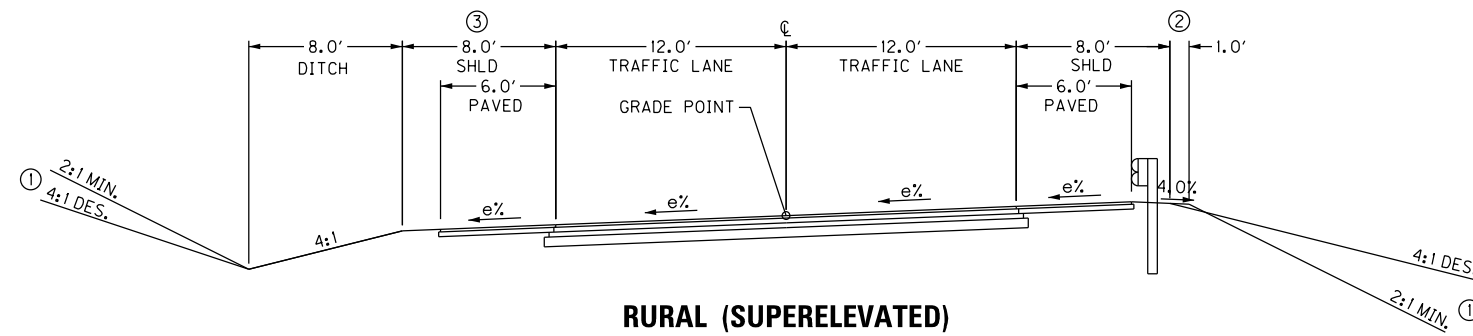 ③ ℄ ②
8.0' 8.0' 12.0' 12.0' 8.0' 1.0'
DITCH SHLD TRAFFIC LANE TRAFFIC LANE SHLD
6.0' 6.0'
PAVED GRADE POINT PAVED
① 2:1 MIN.
4:1 DES.
4:1
e% e% e% e% 4.0%
4:1 DES.
2:1 MIN. ①
RURAL (SUPERELEVATED)